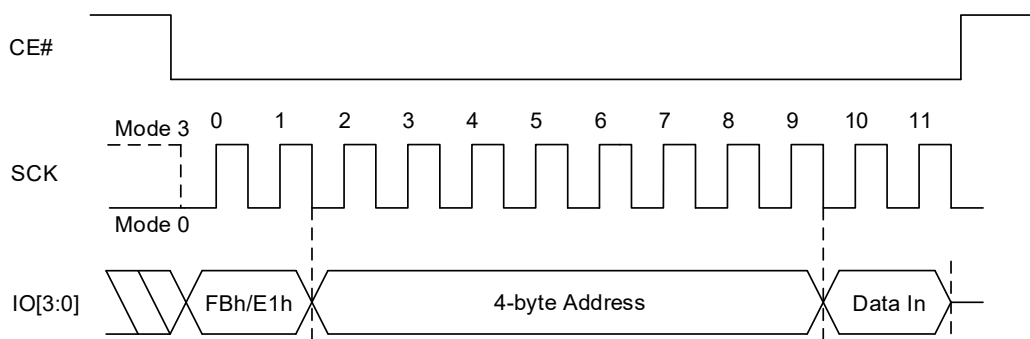 CE#
Mode 3
0 1 2 3 4 5 6 7 8 9 10 11
SCK
Mode 0
IO[3:0]
FBh/E1h
4-byte Address
Data In